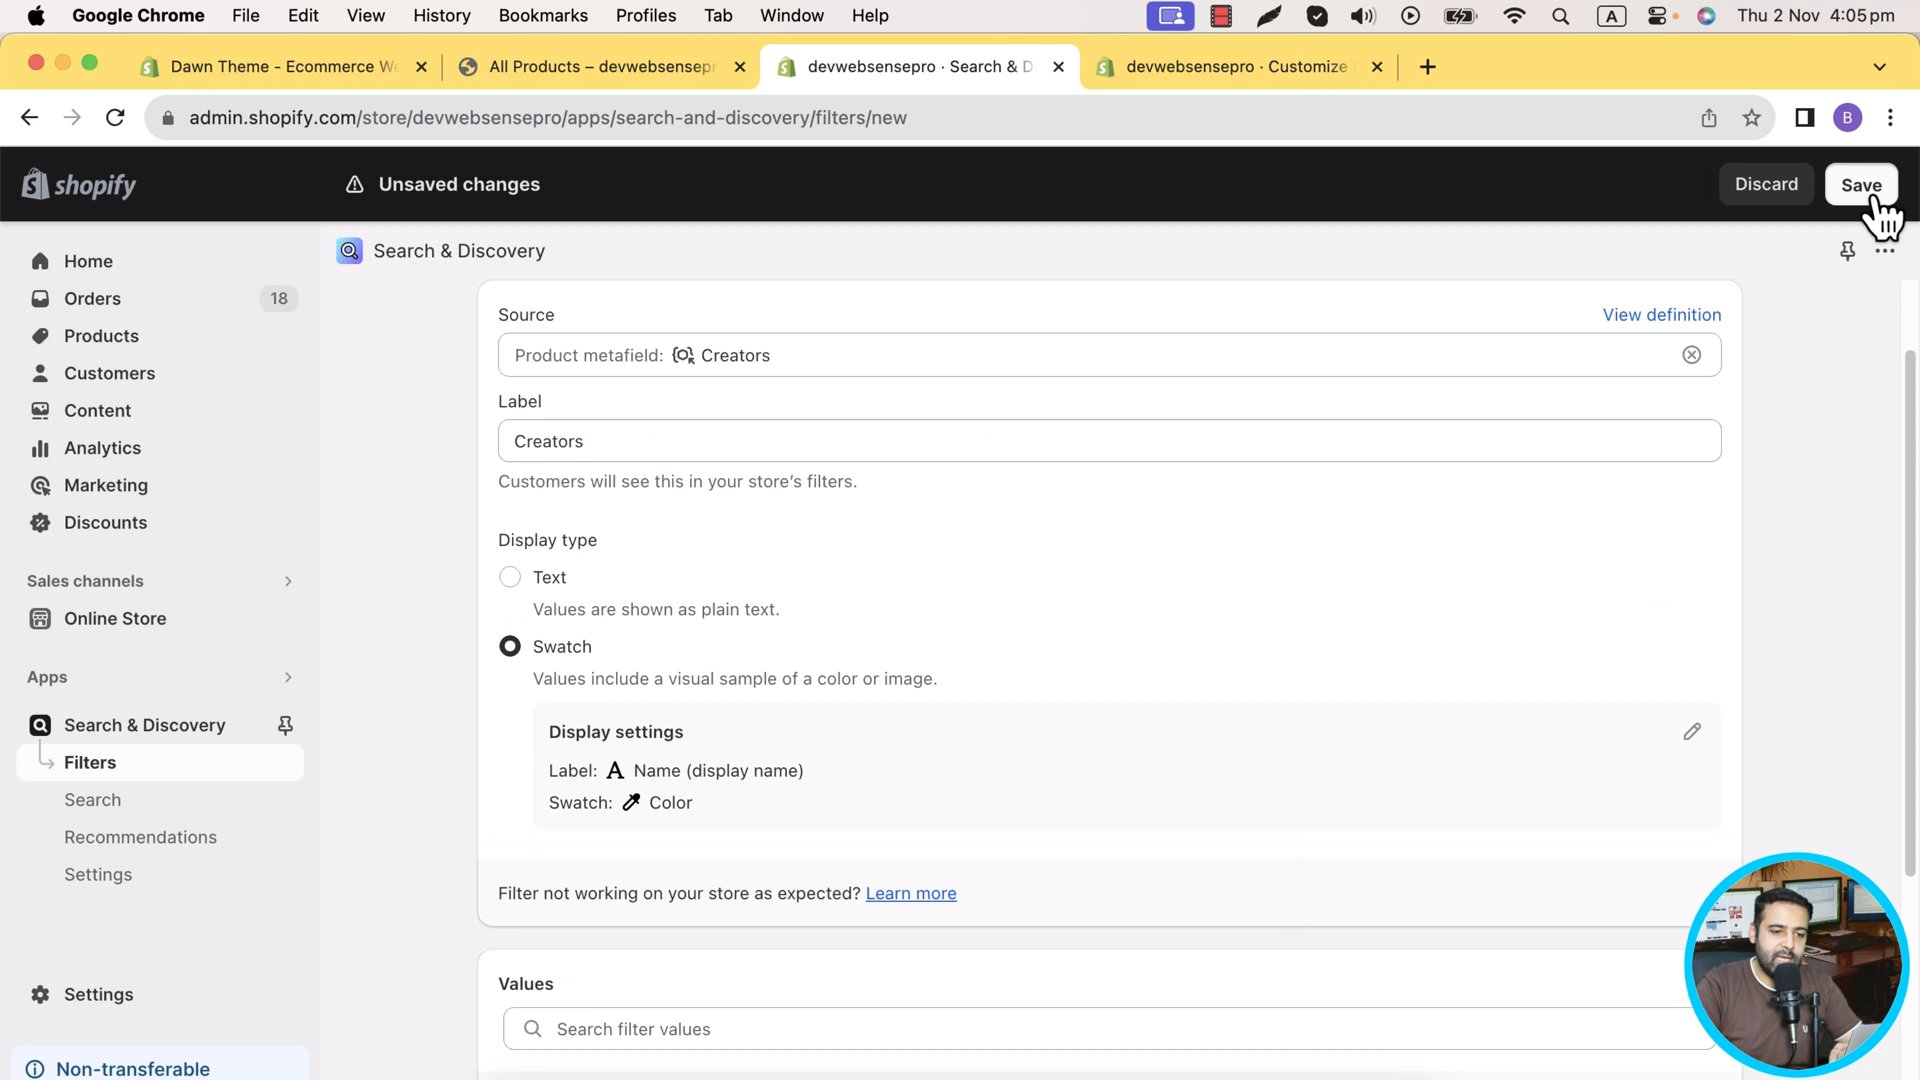 Google Chrome File Edit View History Bookmarks Profiles Tab Window Help A Thu 2 Nov 4:05 pm
Dawn Theme - Ecommerce We All Products – devwebsensepr devwebsensepro · Search & D devwebsensepro · Customize
admin.shopify.com/store/devwebsensepro/apps/search-and-discovery/filters/new B
shopify Unsaved changes Discard Save
Search & Discovery
Home
Orders 18
Products
Customers
Content
Analytics
Marketing
Discounts
Sales channels
Online Store
Apps
Search & Discovery
Filters
Search
Recommendations
Settings
Settings
Non-transferable
Source View definition
Product metafield: Creators
Label
Creators
Customers will see this in your store's filters.
Display type
Text
Values are shown as plain text.
Swatch
Values include a visual sample of a color or image.
Display settings
Label: A Name (display name)
Swatch: Color
Filter not working on your store as expected? Learn more
Values
Search filter values